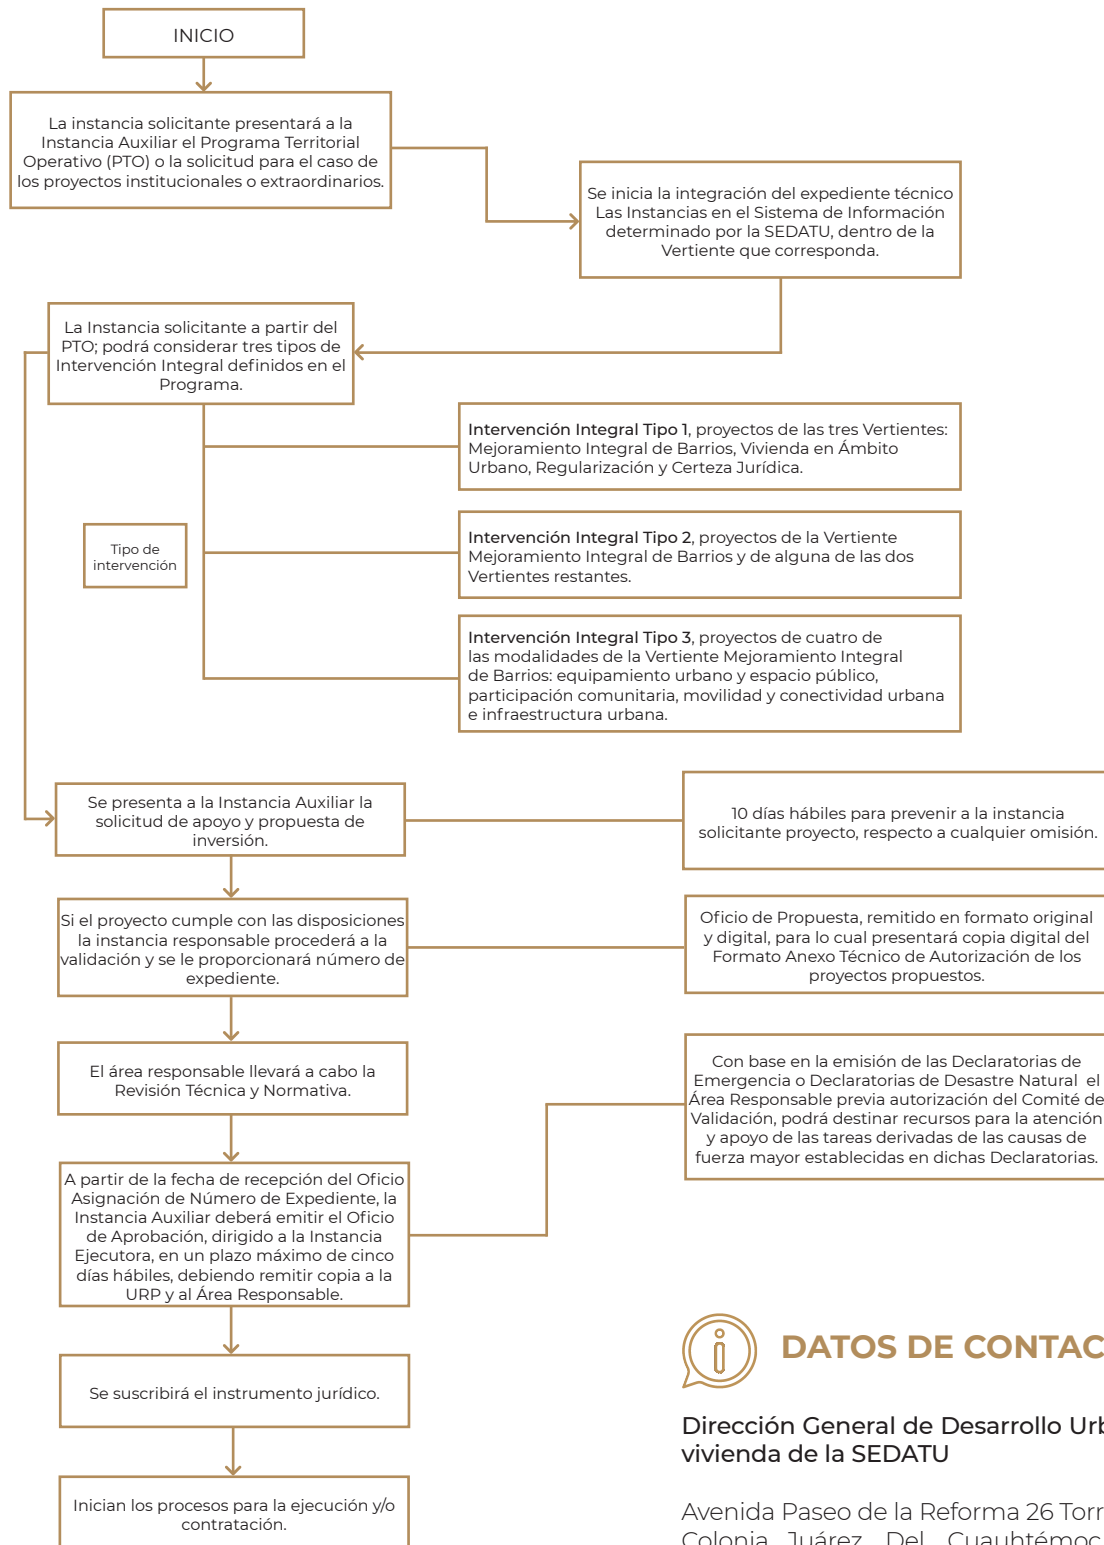 INICIO
La instancia solicitante presentará a la
Instancia Auxiliar el Programa Territorial
Operativo (PTO) o la solicitud para el caso de
los proyectos institucionales o extraordinarios.
Se inicia la integración del expediente técnico
Las Instancias en el Sistema de Información
determinado por la SEDATU, dentro de la
Vertiente que corresponda.
La Instancia solicitante a partir del
PTO; podrá considerar tres tipos de
Intervención Integral definidos en el
Programa.
Intervención Integral Tipo 1, proyectos de las tres Vertientes:
Mejoramiento Integral de Barrios, Vivienda en Ámbito
Urbano, Regularización y Certeza Jurídica.
Tipo de
intervención
Intervención Integral Tipo 2, proyectos de la Vertiente
Mejoramiento Integral de Barrios y de alguna de las dos
Vertientes restantes.
Intervención Integral Tipo 3, proyectos de cuatro de
las modalidades de la Vertiente Mejoramiento Integral
de Barrios: equipamiento urbano y espacio público,
participación comunitaria, movilidad y conectividad urbana
e infraestructura urbana.
Se presenta a la Instancia Auxiliar la
solicitud de apoyo y propuesta de
inversión.
10 días hábiles para prevenir a la instancia
solicitante proyecto, respecto a cualquier omisión.
Si el proyecto cumple con las disposiciones
la instancia responsable procederá a la
validación y se le proporcionará número de
expediente.
Oficio de Propuesta, remitido en formato original
y digital, para lo cual presentará copia digital del
Formato Anexo Técnico de Autorización de los
proyectos propuestos.
El área responsable llevará a cabo la
Revisión Técnica y Normativa.
Con base en la emisión de las Declaratorias de
Emergencia o Declaratorias de Desastre Natural el
Área Responsable previa autorización del Comité de
Validación, podrá destinar recursos para la atención
y apoyo de las tareas derivadas de las causas de
fuerza mayor establecidas en dichas Declaratorias.
A partir de la fecha de recepción del Oficio
Asignación de Número de Expediente, la
Instancia Auxiliar deberá emitir el Oficio
de Aprobación, dirigido a la Instancia
Ejecutora, en un plazo máximo de cinco
días hábiles, debiendo remitir copia a la
URP y al Área Responsable.
Se suscribirá el instrumento jurídico.
Inician los procesos para la ejecución y/o
contratación.
DATOS DE CONTAC
Dirección General de Desarrollo Urb
vivienda de la SEDATU
Avenida Paseo de la Reforma 26 Torr
Colonia Juárez Del Cuauhtémoc